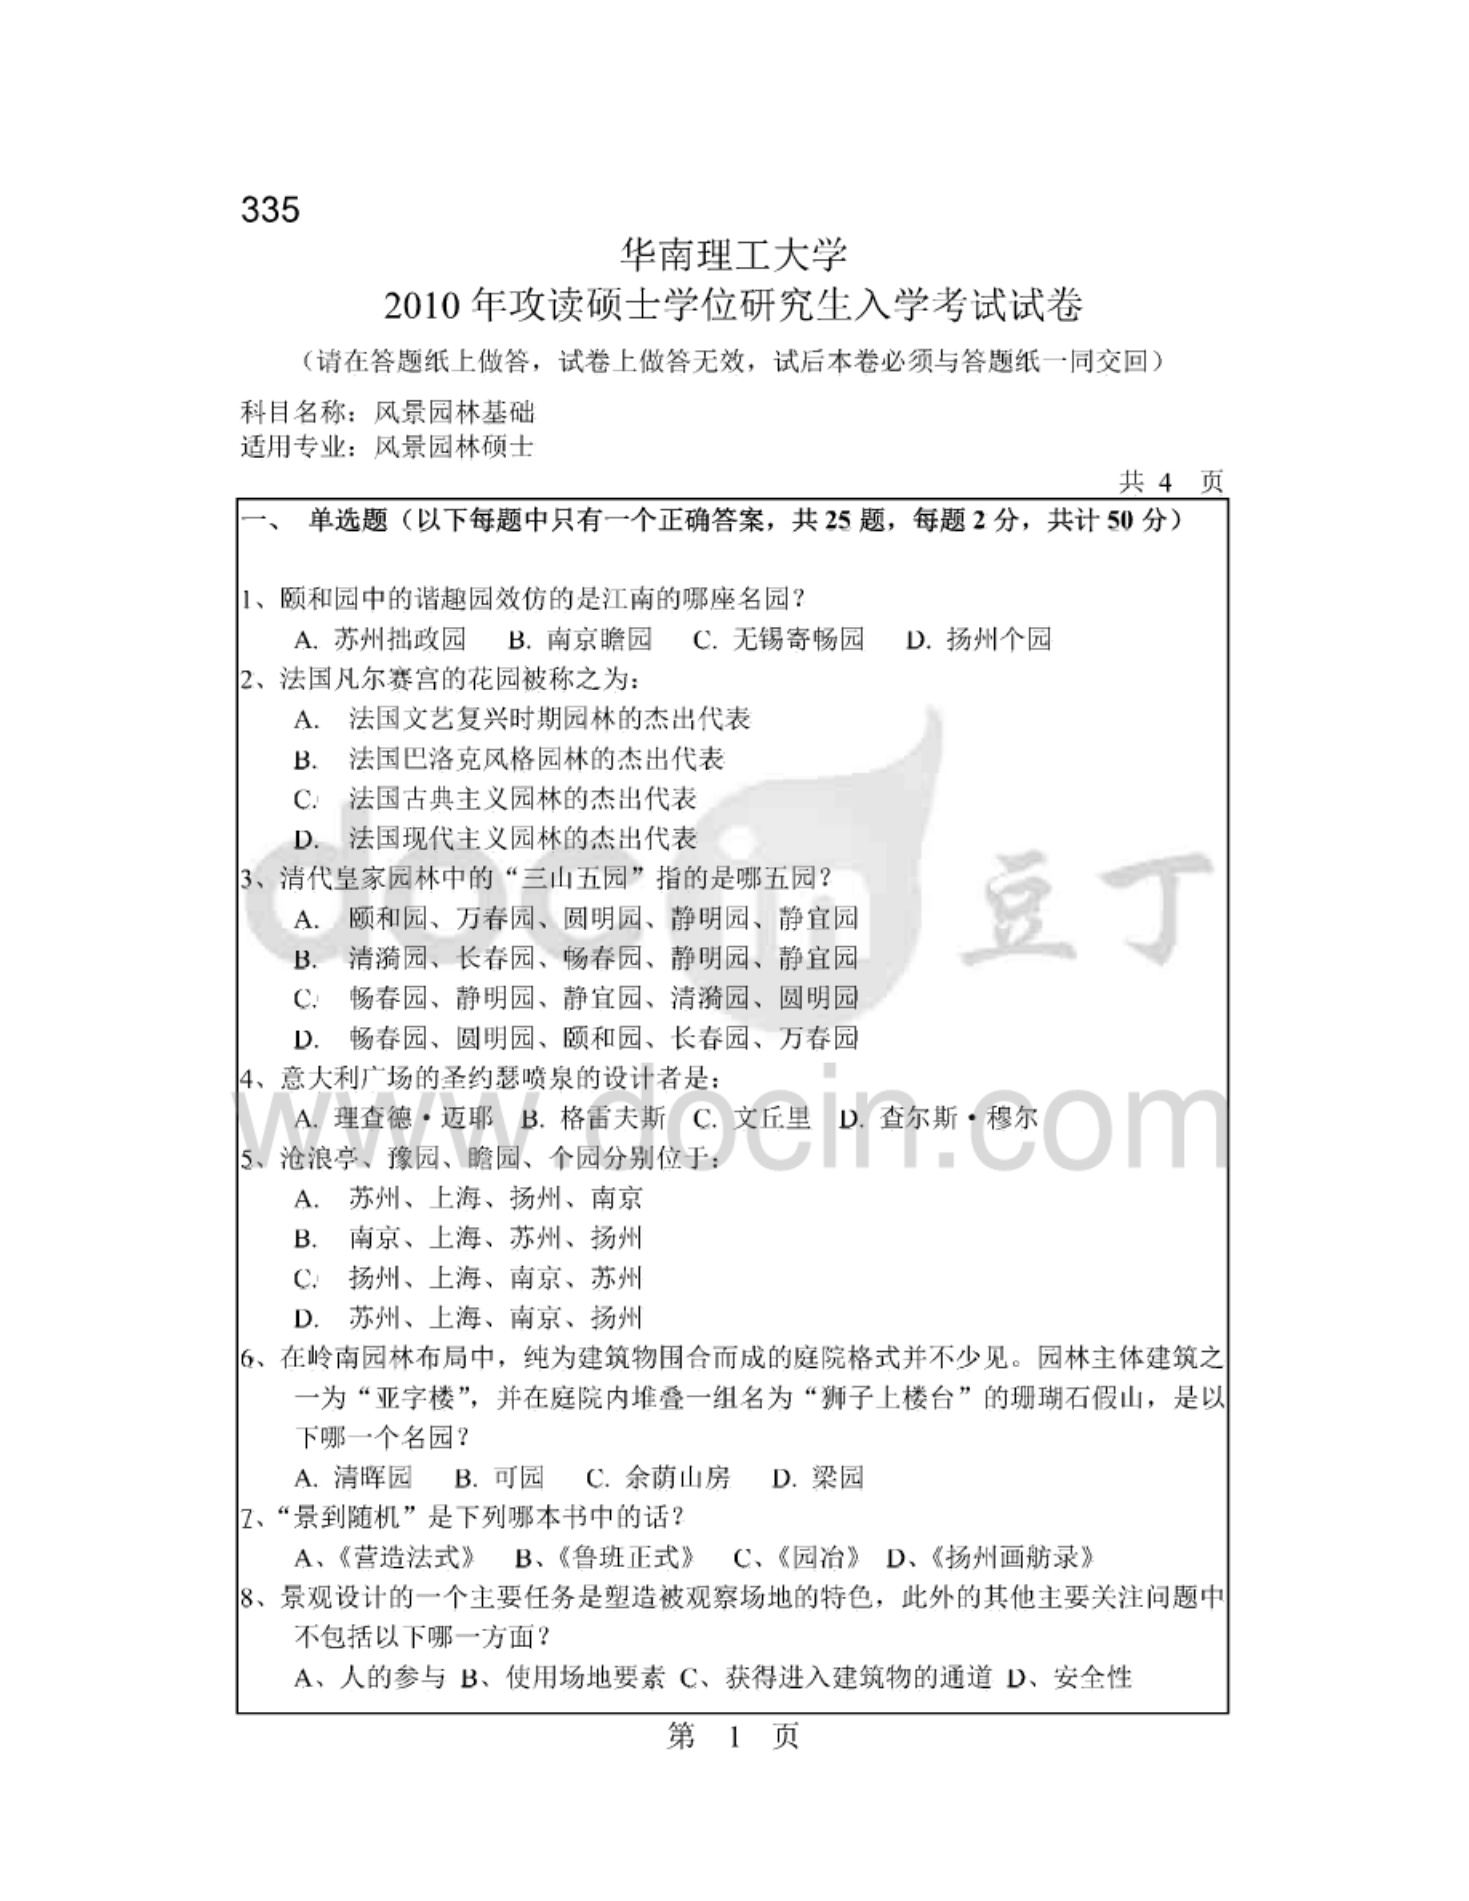 335
华南理工大学
2010 年攻读硕士学位研究生入学考试试卷
（请在答题纸上做答，试卷上做答无效，试后本卷必须与答题纸一同交回）
科目名称：风景园林基础
适用专业：风景园林硕士
共 4 页
一、 单选题（以下每题中只有一个正确答案，共 25 题，每题 2 分，共计 50 分）
1、颐和园中的谐趣园效仿的是江南的哪座名园？
A. 苏州拙政园 B. 南京瞻园 C. 无锡寄畅园 D. 扬州个园
2、法国凡尔赛宫的花园被称之为：
A. 法国文艺复兴时期园林的杰出代表
B. 法国巴洛克风格园林的杰出代表
C. 法国古典主义园林的杰出代表
D. 法国现代主义园林的杰出代表
3、清代皇家园林中的“三山五园”指的是哪五园？
A. 颐和园、万春园、圆明园、静明园、静宜园
B. 清漪园、长春园、畅春园、静明园、静宜园
C. 畅春园、静明园、静宜园、清漪园、圆明园
D. 畅春园、圆明园、颐和园、长春园、万春园
4、意大利广场的圣约瑟喷泉的设计者是：
A. 理查德·迈耶 B. 格雷夫斯 C. 文丘里 D. 查尔斯·穆尔
5、沧浪亭、豫园、瞻园、个园分别位于：
A. 苏州、上海、扬州、南京
B. 南京、上海、苏州、扬州
C. 扬州、上海、南京、苏州
D. 苏州、上海、南京、扬州
6、在岭南园林布局中，纯为建筑物围合而成的庭院格式并不少见。园林主体建筑之
一为“亚字楼”，并在庭院内堆叠一组名为“狮子上楼台”的珊瑚石假山，是以
下哪一个名园？
A. 清晖园 B. 可园 C. 余荫山房 D. 梁园
7、“景到随机”是下列哪本书中的话？
A、《营造法式》 B、《鲁班正式》 C、《园冶》 D、《扬州画舫录》
8、景观设计的一个主要任务是塑造被观察场地的特色，此外的其他主要关注问题中
不包括以下哪一方面？
A、人的参与 B、使用场地要素 C、获得进入建筑物的通道 D、安全性
第 1 页
docin 豆丁
www.docin.com